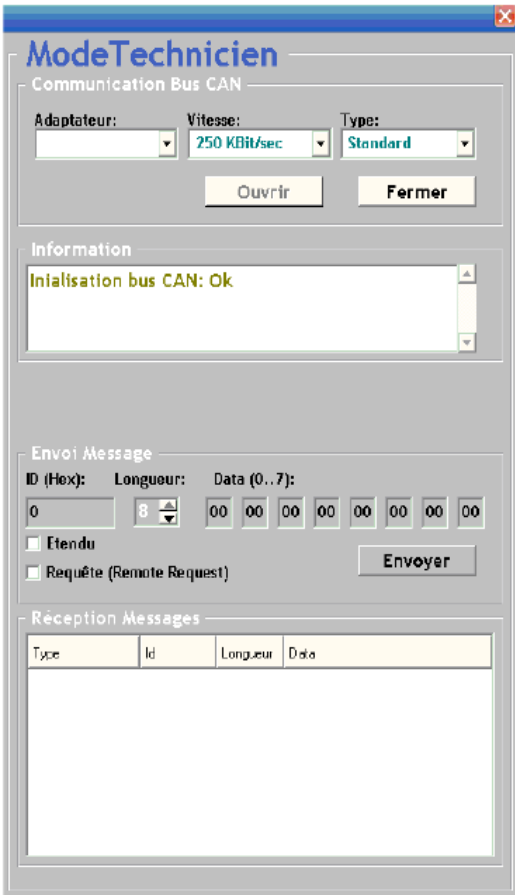 ModeTechnicien
Communication Bus CAN
Adaptateur: Vitesse: Type:
250 KBit/sec Standard
Ouvrir Fermer
Information
Inialisation bus CAN: Ok
Envoi Message
ID (Hex): Longueur: Data (0..7):
0 8 00 00 00 00 00 00 00 00
Etendu
Envoyer
Requête (Remote Request)
Réception Messages
Type Id Longueur Data